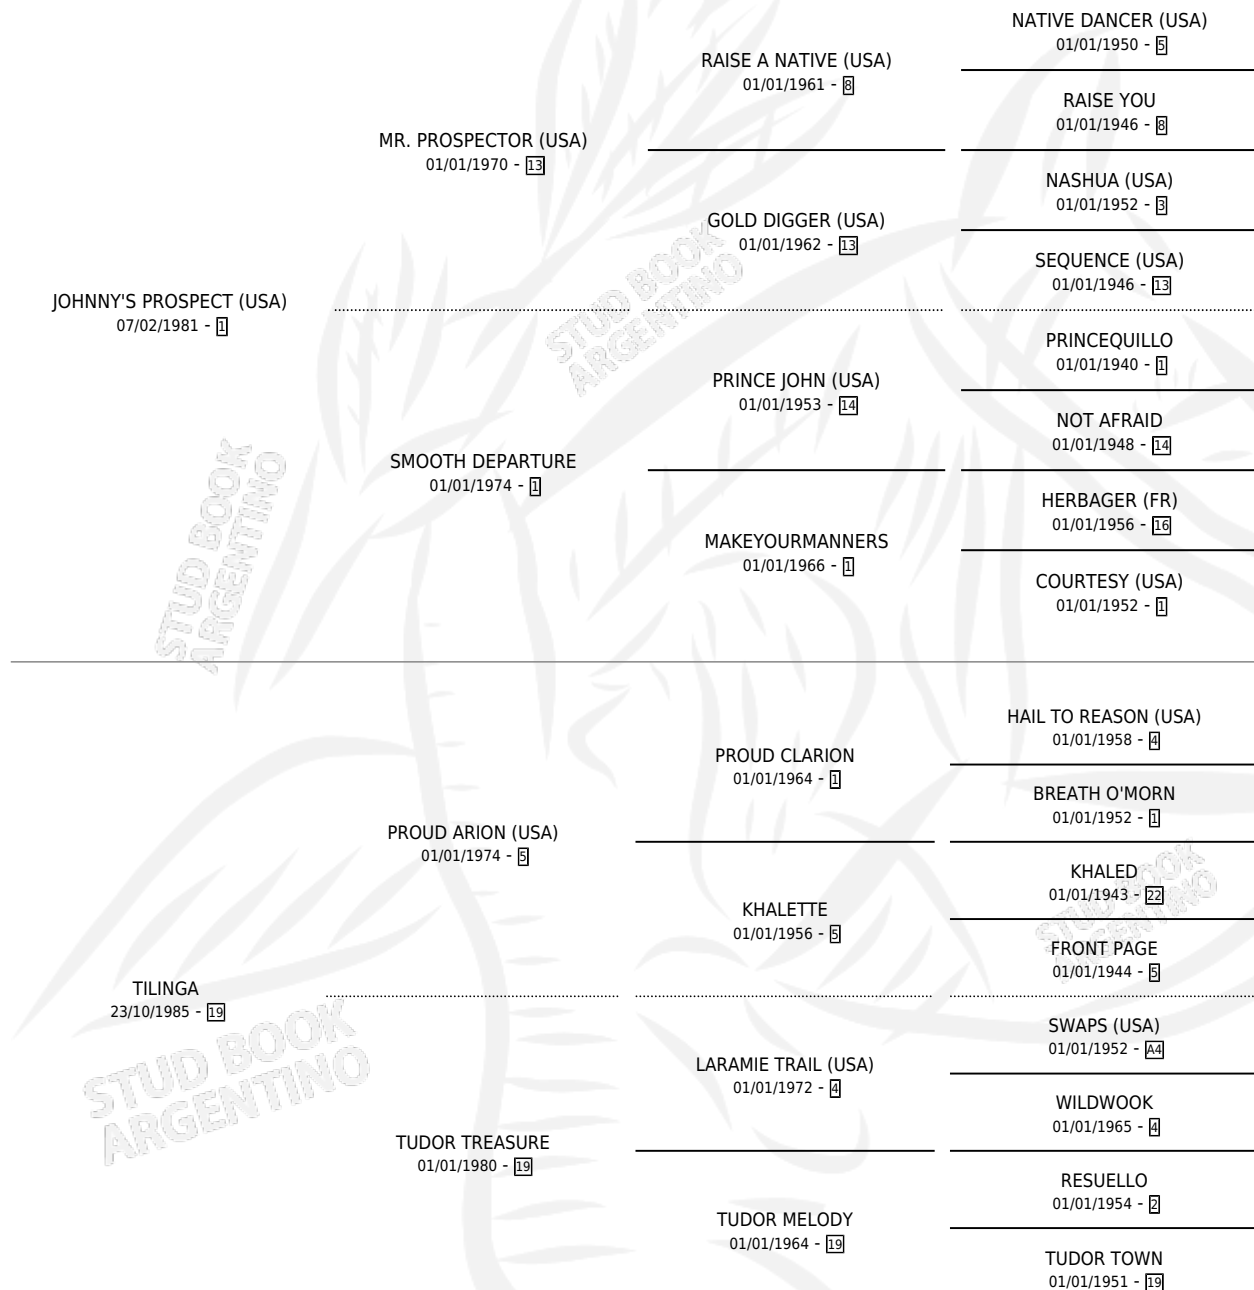 NATIVE DANCER (USA)
01/01/1950 - 5
RAISE A NATIVE (USA)
01/01/1961 - 8
RAISE YOU
01/01/1946 - 8
MR. PROSPECTOR (USA)
01/01/1970 - 13
NASHUA (USA)
01/01/1952 - 3
GOLD DIGGER (USA)
01/01/1962 - 13
SEQUENCE (USA)
01/01/1946 - 13
JOHNNY'S PROSPECT (USA)
07/02/1981 - 1
STUD BOOK
ARGENTINO
PRINCEQUILLO
01/01/1940 - 1
PRINCE JOHN (USA)
01/01/1953 - 14
NOT AFRAID
01/01/1948 - 14
SMOOTH DEPARTURE
01/01/1974 - 1
HERBAGER (FR)
01/01/1956 - 16
MAKEYOURMANNERS
01/01/1966 - 1
COURTESY (USA)
01/01/1952 - 1
STUD BOOK
ARGENTINO
HAIL TO REASON (USA)
01/01/1958 - 4
PROUD CLARION
01/01/1964 - 1
BREATH O'MORN
01/01/1952 - 1
PROUD ARION (USA)
01/01/1974 - 5
KHALED
01/01/1943 - 22
KHALETTE
01/01/1956 - 5
STUD BOOK
ARGENTINO
FRONT PAGE
01/01/1944 - 5
TILINGA
23/10/1985 - 19
SWAPS (USA)
01/01/1952 - A4
LARAMIE TRAIL (USA)
01/01/1972 - 4
WILDWOOK
01/01/1965 - 4
STUD BOOK
ARGENTINO
TUDOR TREASURE
01/01/1980 - 19
RESUELLO
01/01/1954 - 2
TUDOR MELODY
01/01/1964 - 19
TUDOR TOWN
01/01/1951 - 19